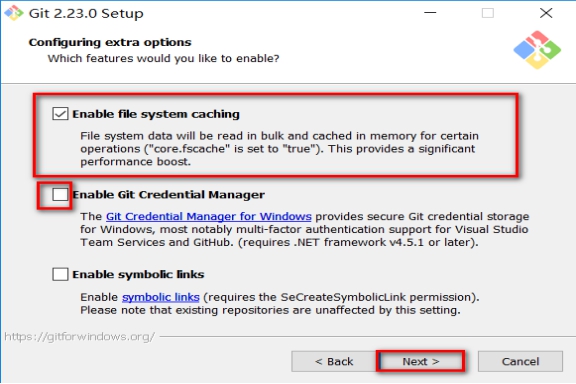 Git 2.23.0 Setup
Configuring extra options
Which features would you like to enable?
Enable file system caching
File system data will be read in bulk and cached in memory for certain
operations ("core.fscache" is set to "true"). This provides a significant
performance boost.
Enable Git Credential Manager
The Git Credential Manager for Windows provides secure Git credential storage
for Windows, most notably multi-factor authentication support for Visual Studio
Team Services and GitHub. (requires .NET framework v4.5.1 or later).
Enable symbolic links
Enable symbolic links (requires the SeCreateSymbolicLink permission).
Please note that existing repositories are unaffected by this setting.
https://gitforwindows.org/
< Back Next > Cancel